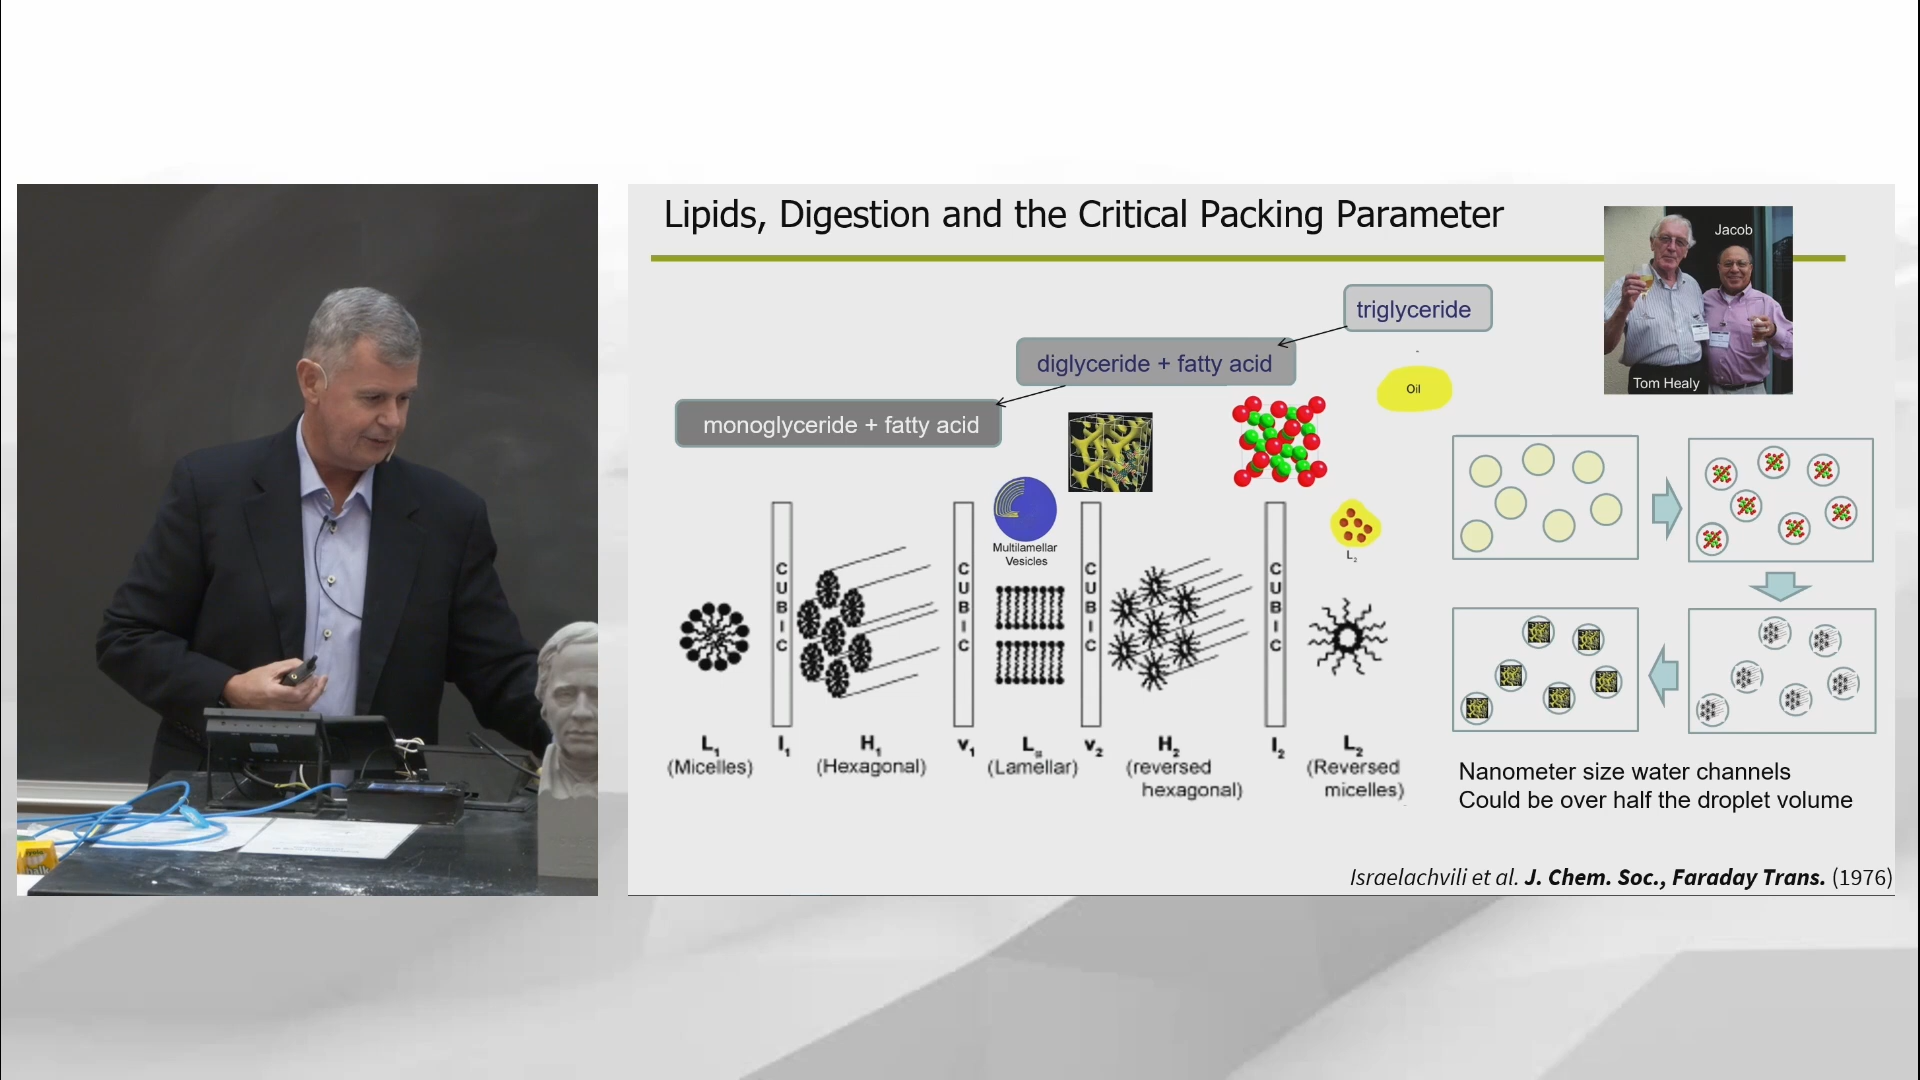 Lipids, Digestion and the Critical Packing Parameter
Jacob
Tom Healy
triglyceride
diglyceride + fatty acid
monoglyceride + fatty acid
Oil
Multilamellar
Vesicles
L2
CUBIC
CUBIC
CUBIC
CUBIC
L1
(Micelles)
I1
H1
(Hexagonal)
v1
Lα
(Lamellar)
v2
H2
(reversed
hexagonal)
I2
L2
(Reversed
micelles)
Nanometer size water channels
Could be over half the droplet volume
Israelachvili et al. J. Chem. Soc., Faraday Trans. (1976)